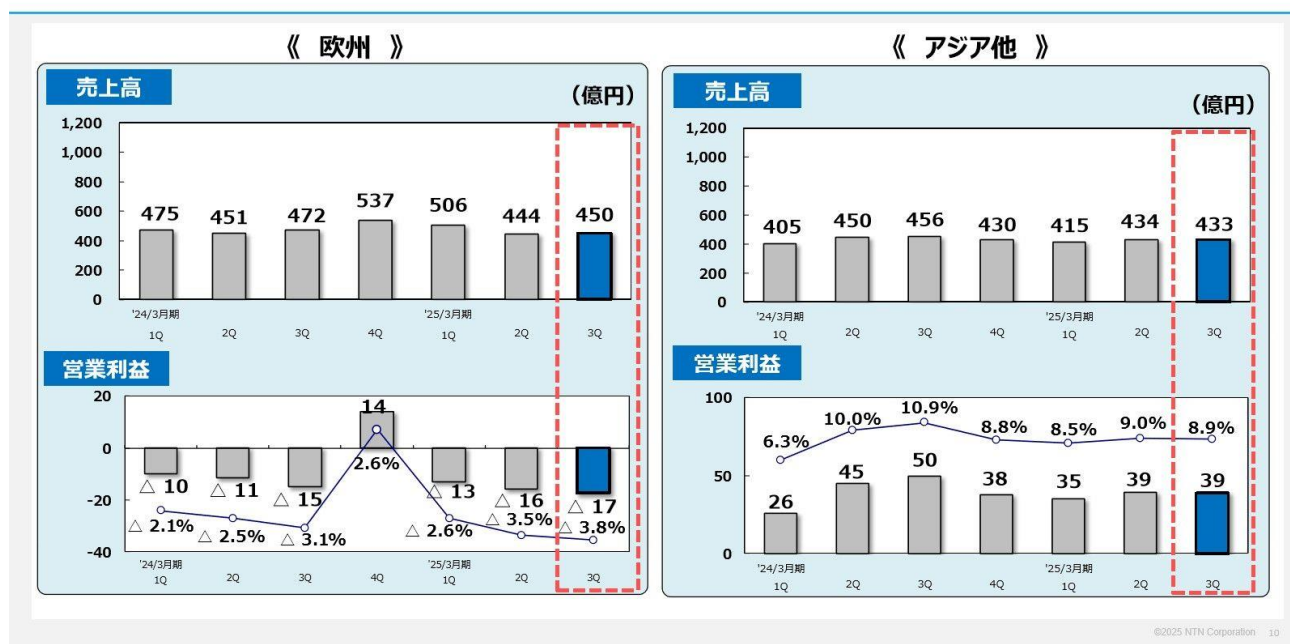 《 欧州 》
売上高
(億円)
1,200
1,000
800
600
400
200
0
475 451 472 537 506 444 450
'24/3月期 '25/3月期
1Q 2Q 3Q 4Q 1Q 2Q 3Q
営業利益
20
0
-20
-40
△ 10 △ 11 △ 15 14 △ 13 △ 16 △ 17
△ 2.1% △ 2.5% △ 3.1% 2.6% △ 2.6% △ 3.5% △ 3.8%
'24/3月期 '25/3月期
1Q 2Q 3Q 4Q 1Q 2Q 3Q
《 アジア他 》
売上高
(億円)
1,200
1,000
800
600
400
200
0
405 450 456 430 415 434 433
'24/3月期 '25/3月期
1Q 2Q 3Q 4Q 1Q 2Q 3Q
営業利益
100
50
0
6.3% 10.0% 10.9% 8.8% 8.5% 9.0% 8.9%
26 45 50 38 35 39 39
'24/3月期 '25/3月期
1Q 2Q 3Q 4Q 1Q 2Q 3Q
©2025 NTN Corporation 10